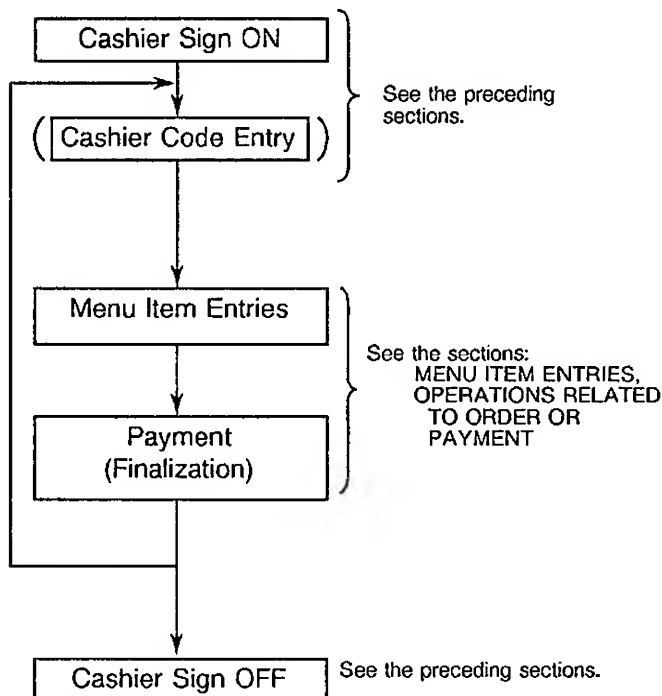 Cashier Sign ON
See the preceding
sections.
(Cashier Code Entry)
Menu Item Entries
See the sections:
MENU ITEM ENTRIES,
OPERATIONS RELATED
TO ORDER OR
PAYMENT
Payment
(Finalization)
Cashier Sign OFF
See the preceding sections.